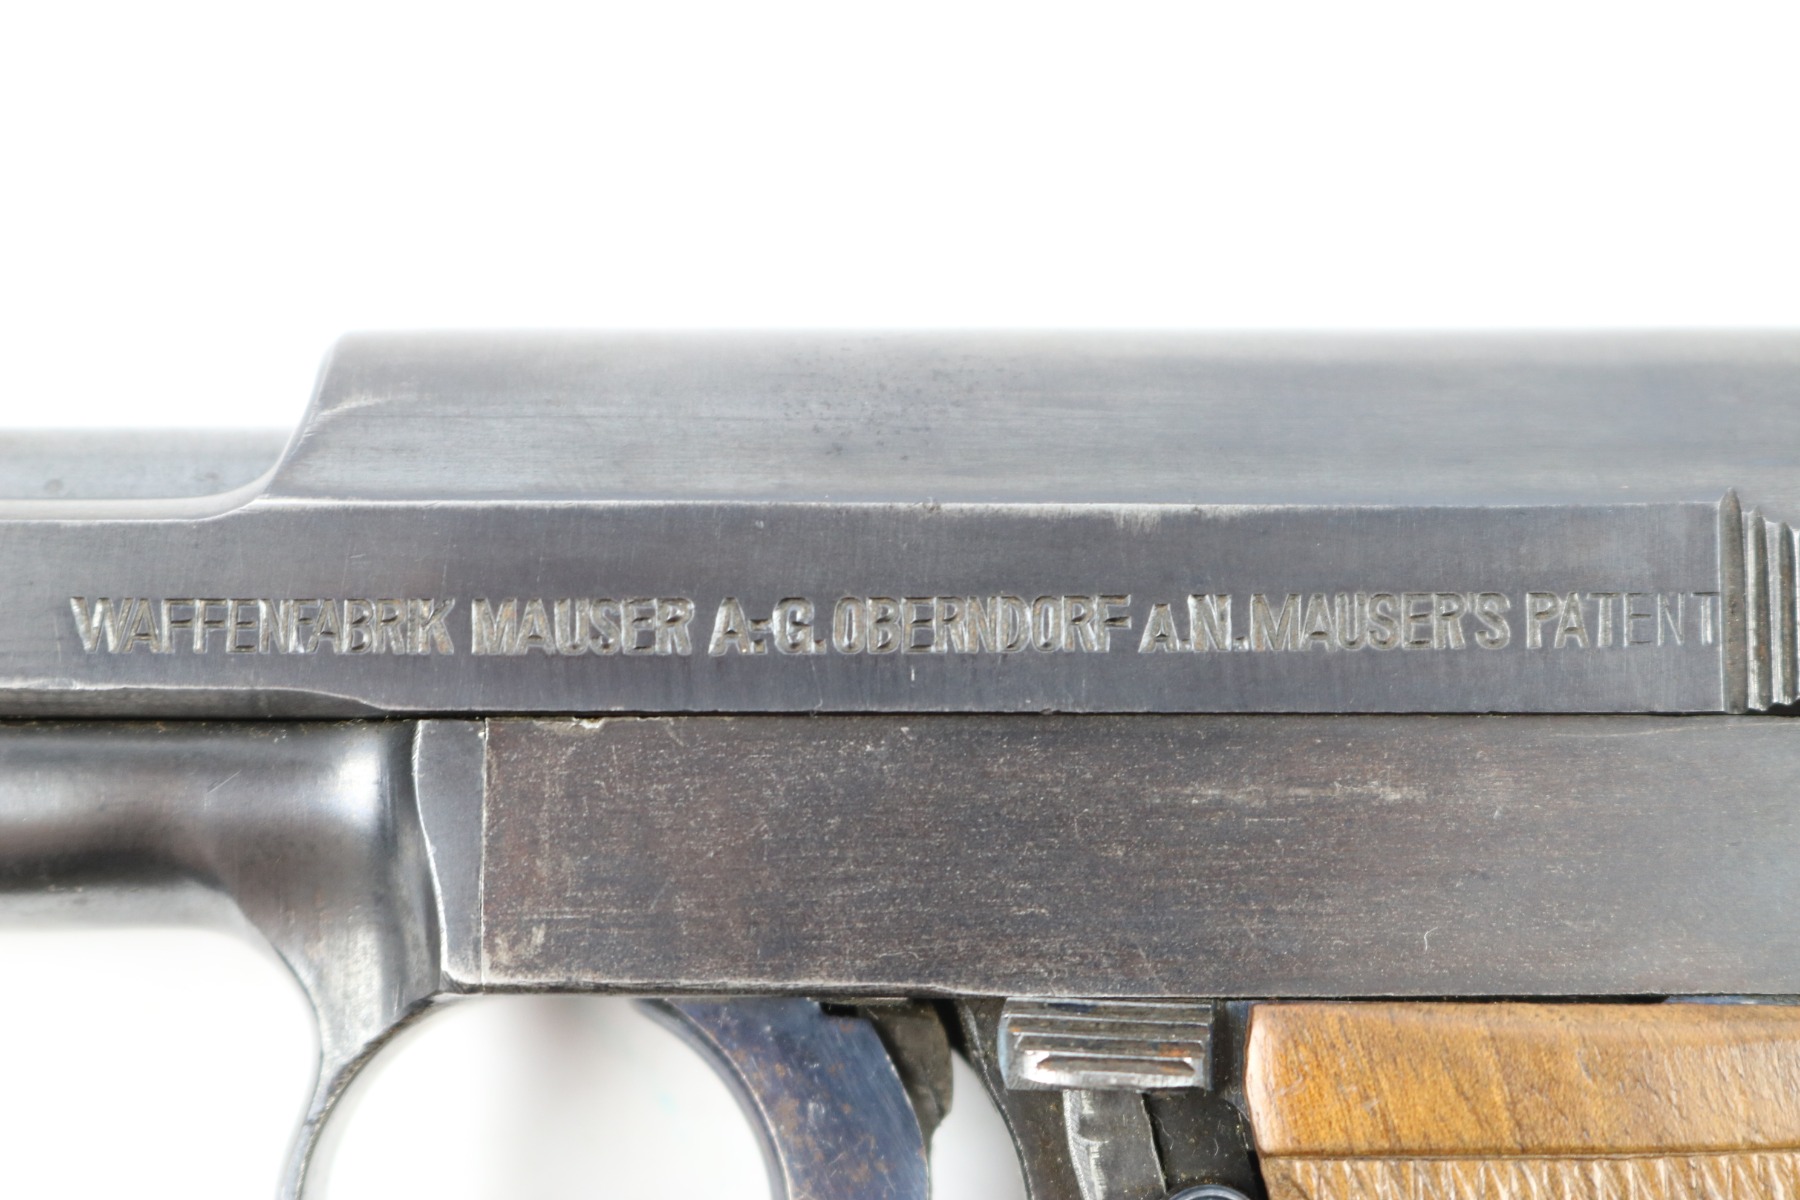 WAFFENFABRIK MAUSER A-G. OBERNDORF A.N. MAUSER'S PATENT